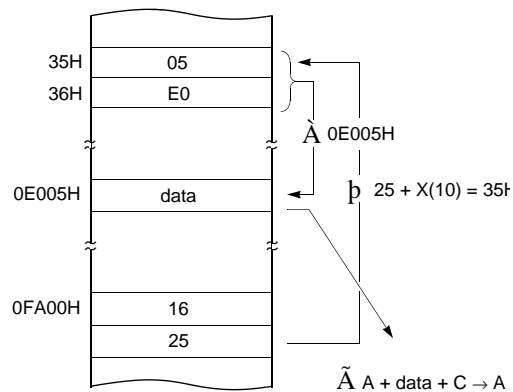 35H 05
36H E0
À 0E005H
0E005H data
þ 25 + X(10) = 35H
0FA00H 16
25
Ã A + data + C → A